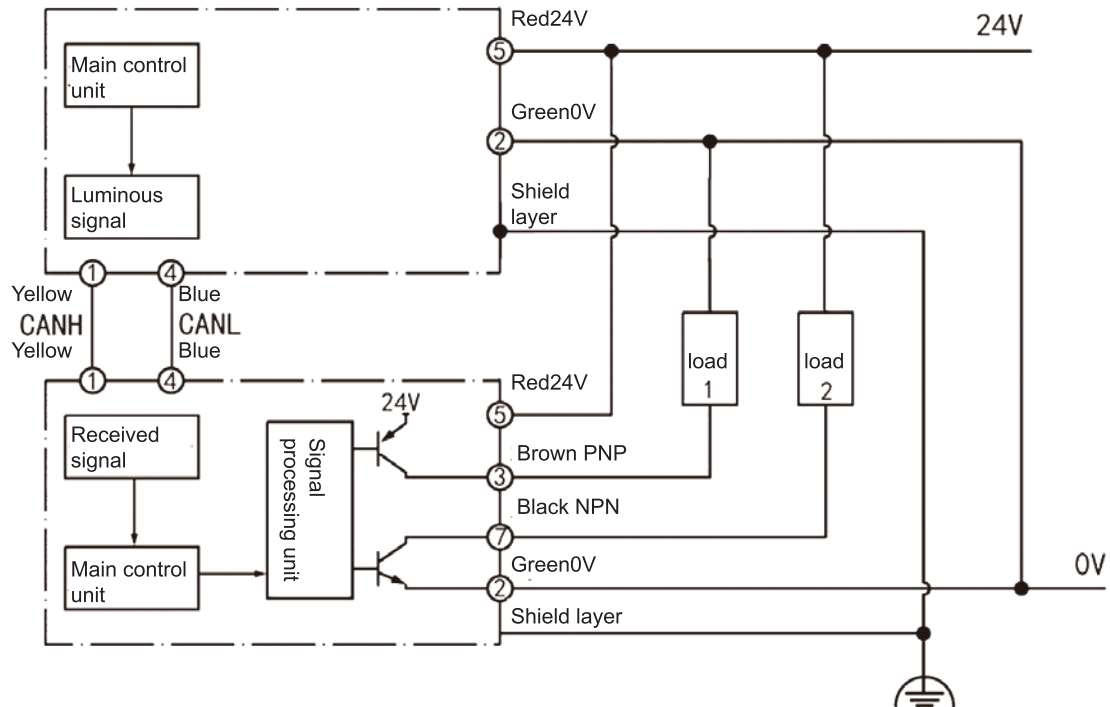 Red24V
24V
5
Main control
unit
Green0V
2
Luminous
signal
Shield
layer
1
4
Yellow
Blue
CANH
CANL
Yellow
Blue
1
4
load
1
load
2
Red24V
24V
5
Received
signal
Signal
processing unit
Brown PNP
3
Black NPN
7
Main control
unit
Green0V
0V
2
Shield layer